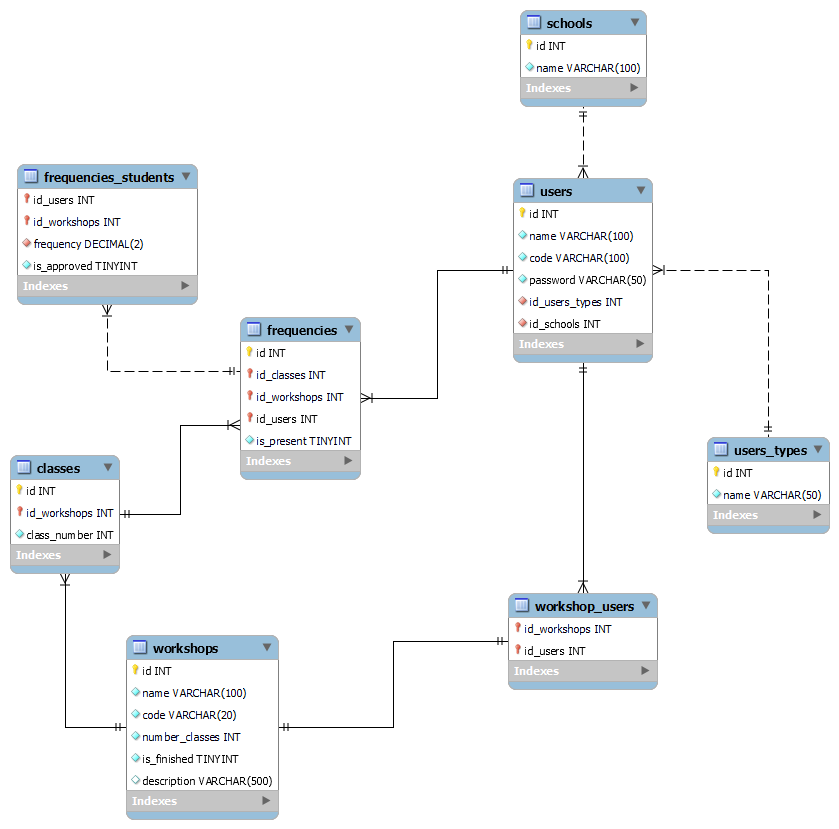 schools
id INT
name VARCHAR(100)
Indexes
frequencies_students
id_users INT
id_workshops INT
frequency DECIMAL(2)
is_approved TINYINT
Indexes
users
id INT
name VARCHAR(100)
code VARCHAR(100)
password VARCHAR(50)
id_users_types INT
id_schools INT
Indexes
frequencies
id INT
id_classes INT
id_workshops INT
id_users INT
is_present TINYINT
Indexes
users_types
id INT
name VARCHAR(50)
Indexes
classes
id INT
id_workshops INT
class_number INT
Indexes
workshop_users
id_workshops INT
id_users INT
Indexes
workshops
id INT
name VARCHAR(100)
code VARCHAR(20)
number_classes INT
is_finished TINYINT
description VARCHAR(500)
Indexes